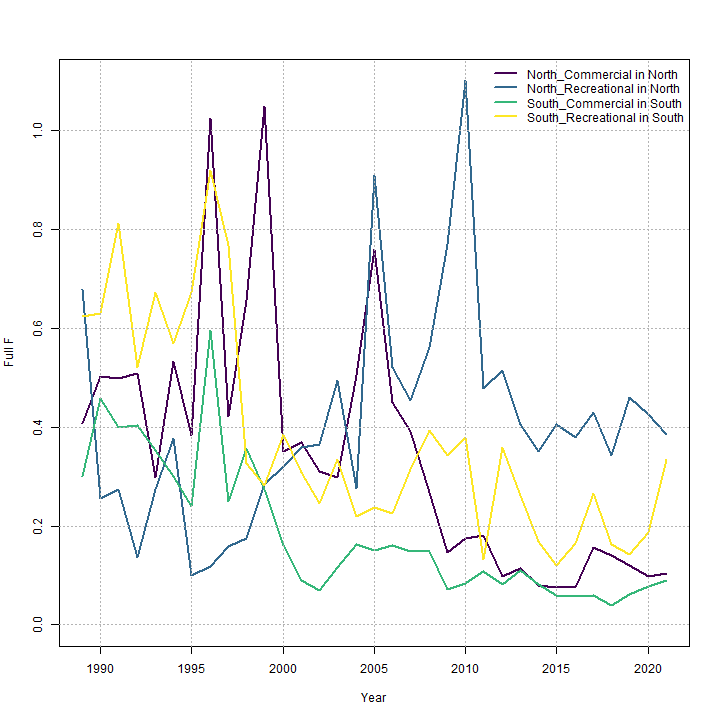 North_Commercial in North
North_Recreational in North
South_Commercial in South
South_Recreational in South
Full F
1.0
0.8
0.6
0.4
0.2
0.0
1990 1995 2000 2005 2010 2015 2020
Year